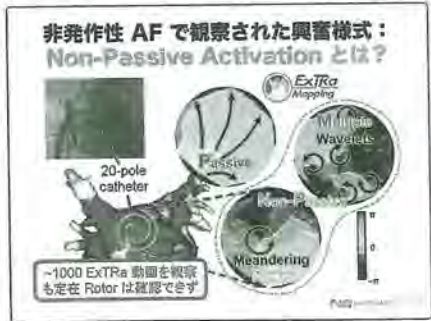 非発作性 AF で観察された興奮様式：
Non-Passive Activation とは？
ExTRa
Mapping
20-pole
catheter
Passive
Multiple
Wavelets
Non-Passive
Meandering
π
0
-π
~1000 ExTRa 動画を観察
も定在 Rotor は確認できず